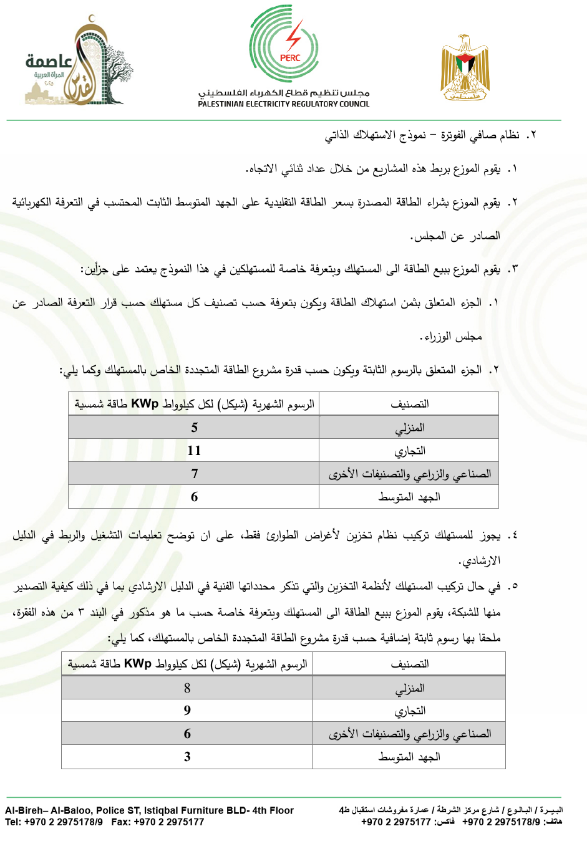 عاصمة
المرأة العربية
القدس
PERC
مجلس تنظيم قطاع الكهرباء الفلسطيني
PALESTINIAN ELECTRICITY REGULATORY COUNCIL
فلسطين
٢. نظام صافي الفوترة – نموذج الاستهلاك الذاتي
١. يقوم الموزع بربط هذه المشاريع من خلال عداد ثنائي الاتجاه.
٢. يقوم الموزع بشراء الطاقة المصدرة بسعر الطاقة التقليدية على الجهد المتوسط الثابت المحتسب في التعرفة الكهربائية
الصادر عن المجلس.
٣. يقوم الموزع ببيع الطاقة الى المستهلك وبتعرفة خاصة للمستهلكين في هذا النموذج يعتمد على جزأين:
١. الجزء المتعلق بثمن استهلاك الطاقة ويكون بتعرفة حسب تصنيف كل مستهلك حسب قرار التعرفة الصادر عن
مجلس الوزراء.
٢. الجزء المتعلق بالرسوم الثابتة ويكون حسب قدرة مشروع الطاقة المتجددة الخاص بالمستهلك وكما يلي:
التصنيف الرسوم الشهرية (شيكل) لكل كيلوواط KWp طاقة شمسية
المنزلي 5
التجاري 11
الصناعي والزراعي والتصنيفات الأخرى 7
الجهد المتوسط 6
٤. يجوز للمستهلك تركيب نظام تخزين لأغراض الطوارئ فقط، على ان توضح تعليمات التشغيل والربط في الدليل
الارشادي.
٥. في حال تركيب المستهلك لأنظمة التخزين والتي تذكر محدداتها الفنية في الدليل الارشادي بما في ذلك كيفية التصدير
منها للشبكة، يقوم الموزع ببيع الطاقة الى المستهلك وبتعرفة خاصة حسب ما هو مذكور في البند ٣ من هذه الفقرة،
ملحقا بها رسوم ثابتة إضافية حسب قدرة مشروع الطاقة المتجددة الخاص بالمستهلك، كما يلي:
التصنيف الرسوم الشهرية (شيكل) لكل كيلوواط KWp طاقة شمسية
المنزلي 8
التجاري 9
الصناعي والزراعي والتصنيفات الأخرى 6
الجهد المتوسط 3
البيرة / البالوع / شارع مركز الشرطة / عمارة مفروشات استقبال ط4
هاتف: 9/2975178 2 970+ فاكس: 2975177 2 970+
Al-Bireh– Al-Baloo, Police ST, Istiqbal Furniture BLD- 4th Floor
Tel: +970 2 2975178/9 Fax: +970 2 2975177